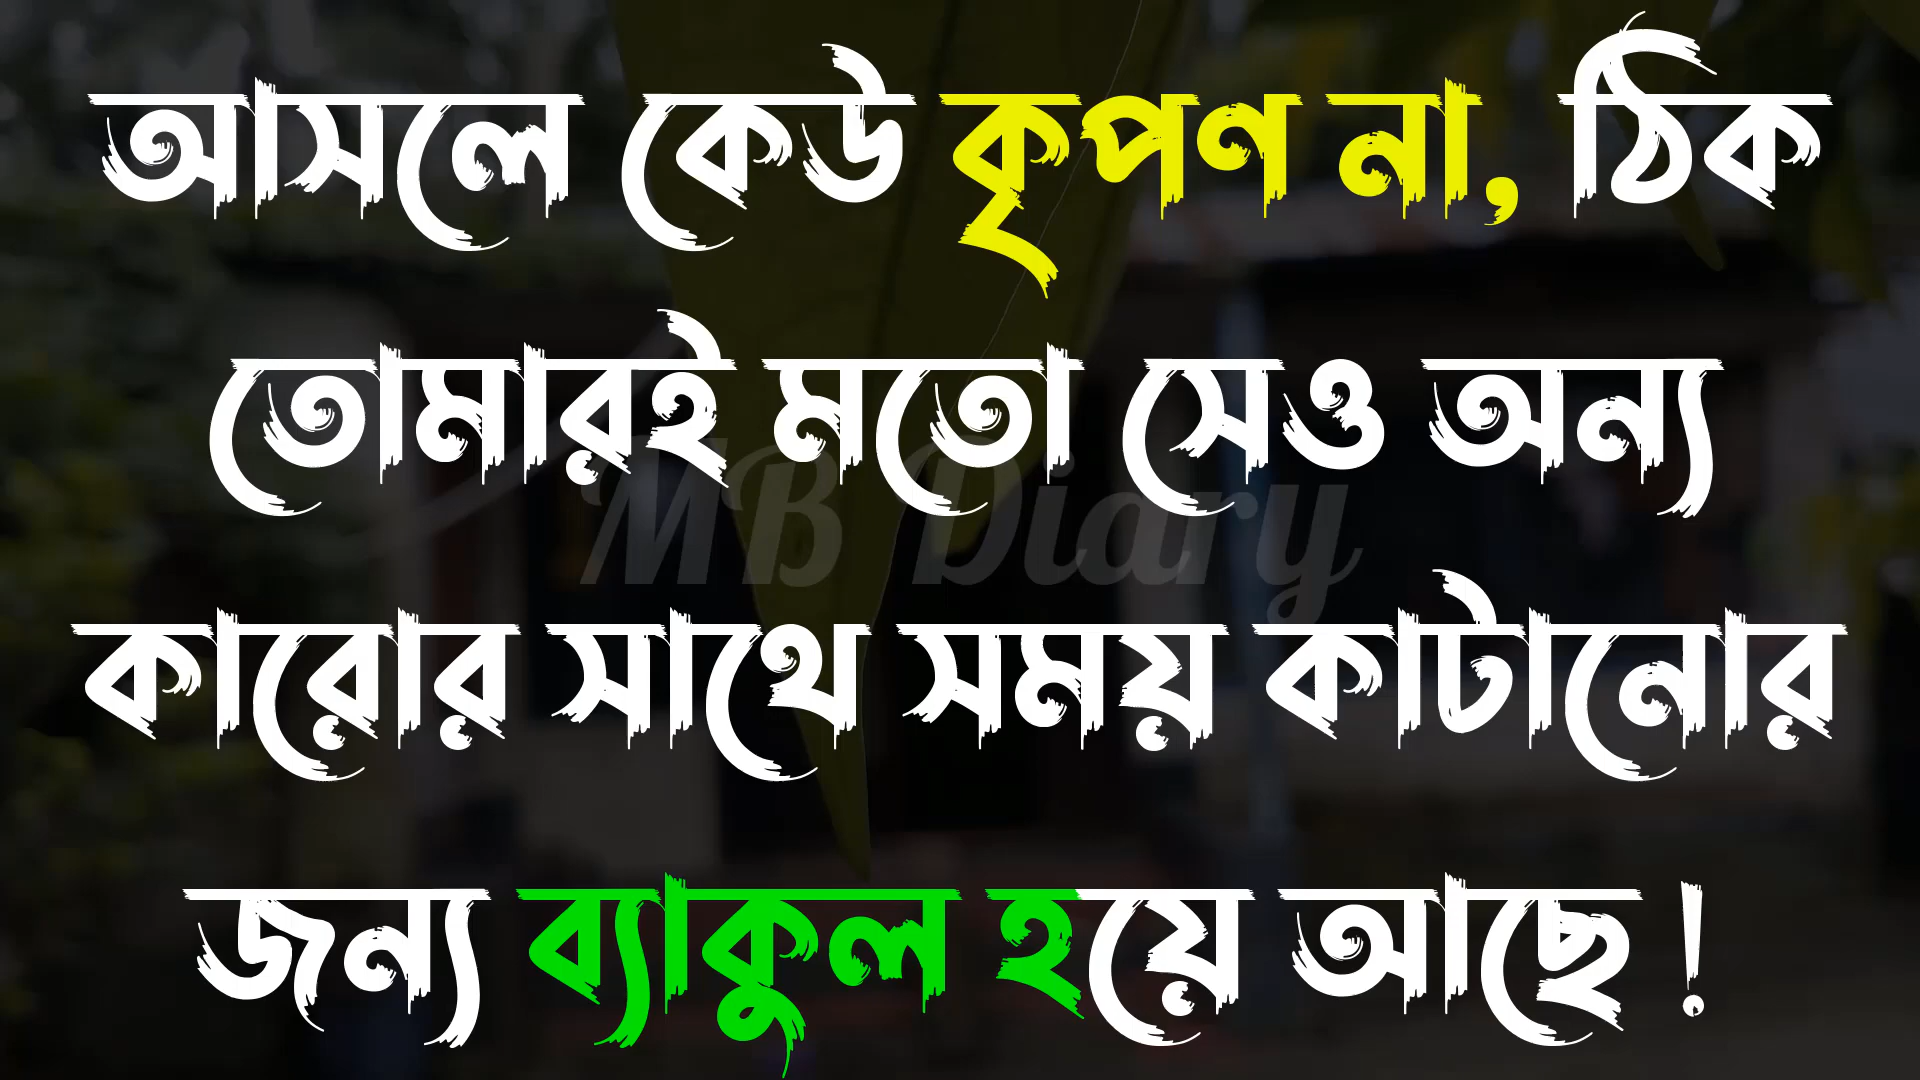 আসলে কেউ কৃপণ না, ঠিক
তোমারই মতো সেও অন্য
MB Diary
কারোর সাথে সময় কাটানোর
জন্য ব্যাকুল হয়ে আছে !